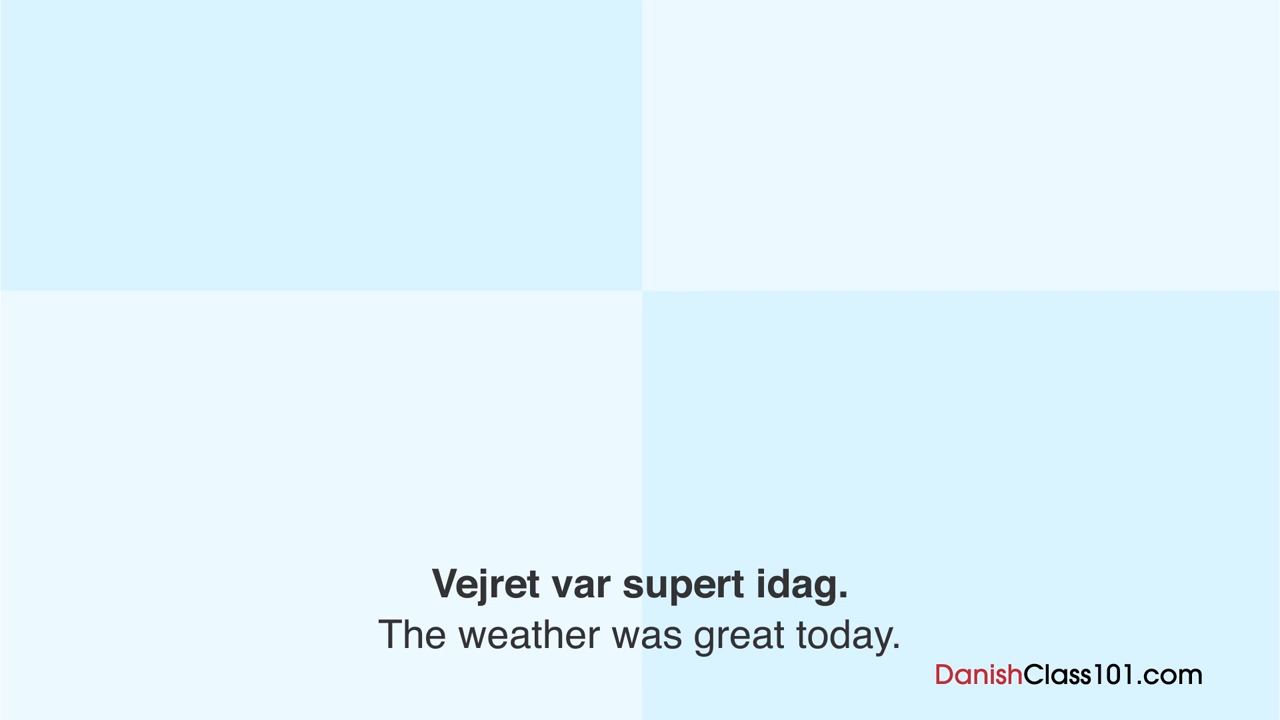 Vejret var supert idag.
The weather was great today.
DanishClass101.com